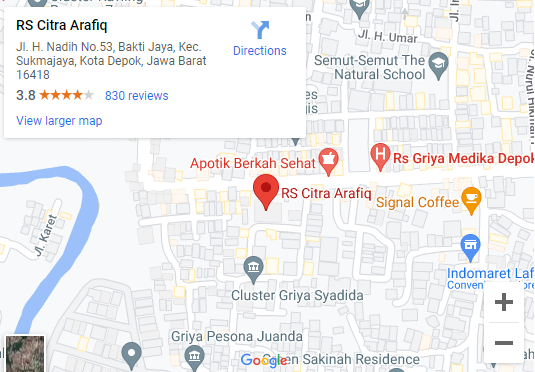 RS Citra Arafiq
Jl. H. Nadih No.53, Bakti Jaya, Kec.
Sukmajaya, Kota Depok, Jawa Barat
16418
3.8 830 reviews
View larger map
Directions
Jl. H. Umar
Semut-Semut The
Natural School
Apotik Berkah Sehat
H
Rs Griya Medika Depok
RS Citra Arafiq
Signal Coffee
Jl. Karet
Indomaret Laf
Conven
Cluster Griya Syadida
Griya Pesona Juanda
Google
Sakinah Residence